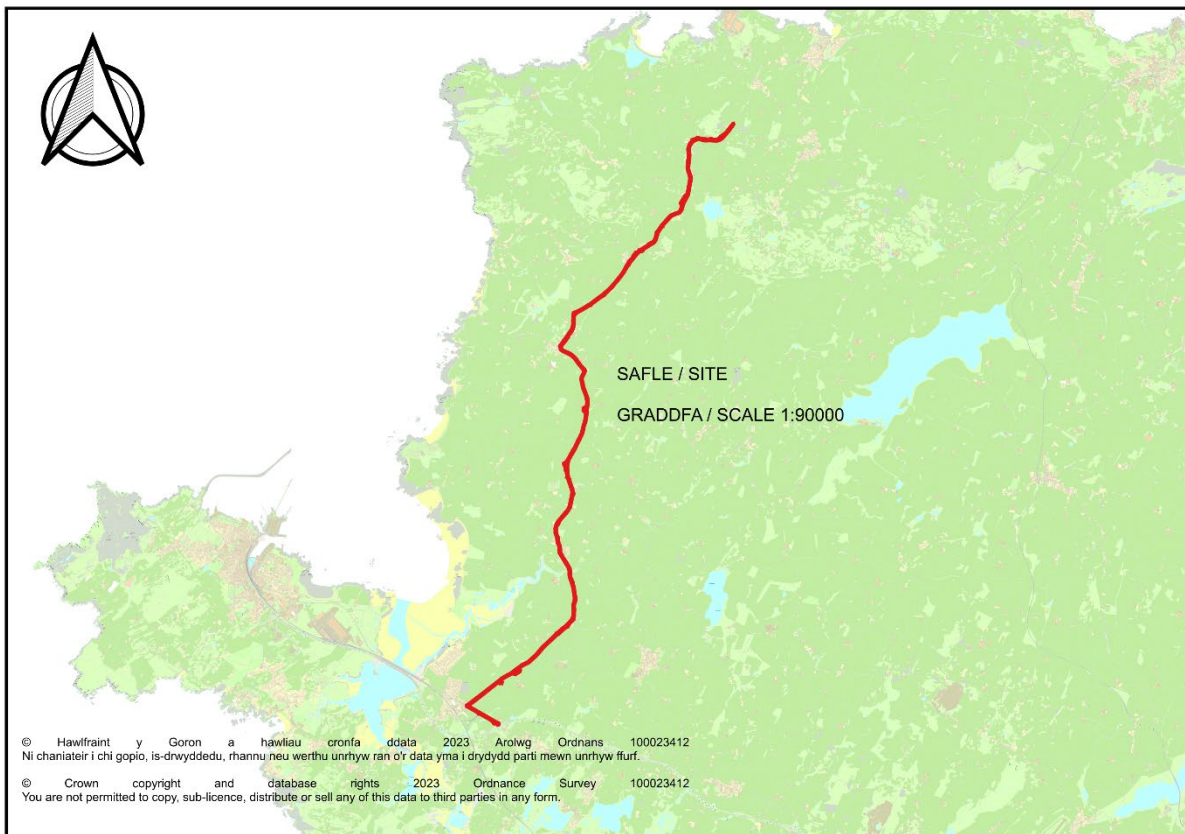 SAFLE / SITE
GRADDFA / SCALE 1:90000
© Hawlfraint y Goron a hawliau cronfa ddata 2023 Arolwg Ordnans 100023412
Ni chaniateir i chi gopio, is-drwyddedu, rhannu neu werthu unrhyw ran o'r data yma i drydydd parti mewn unrhyw ffurf.
© Crown copyright and database rights 2023 Ordnance Survey 100023412
You are not permitted to copy, sub-licence, distribute or sell any of this data to third parties in any form.